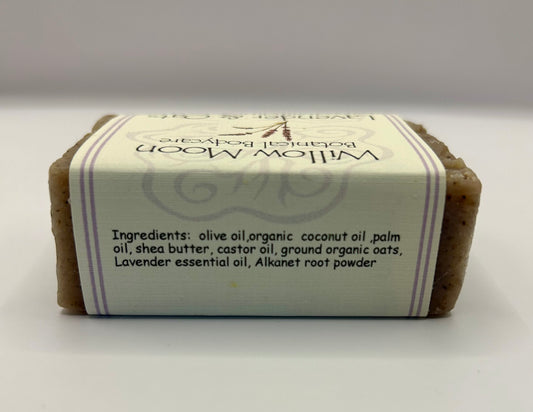 Lavender & Oats
Botanical Bodycare
Willow Moon
Ingredients:  olive oil,organic  coconut oil ,palm
oil, shea butter, castor oil, ground organic oats,
Lavender essential oil, Alkanet root powder